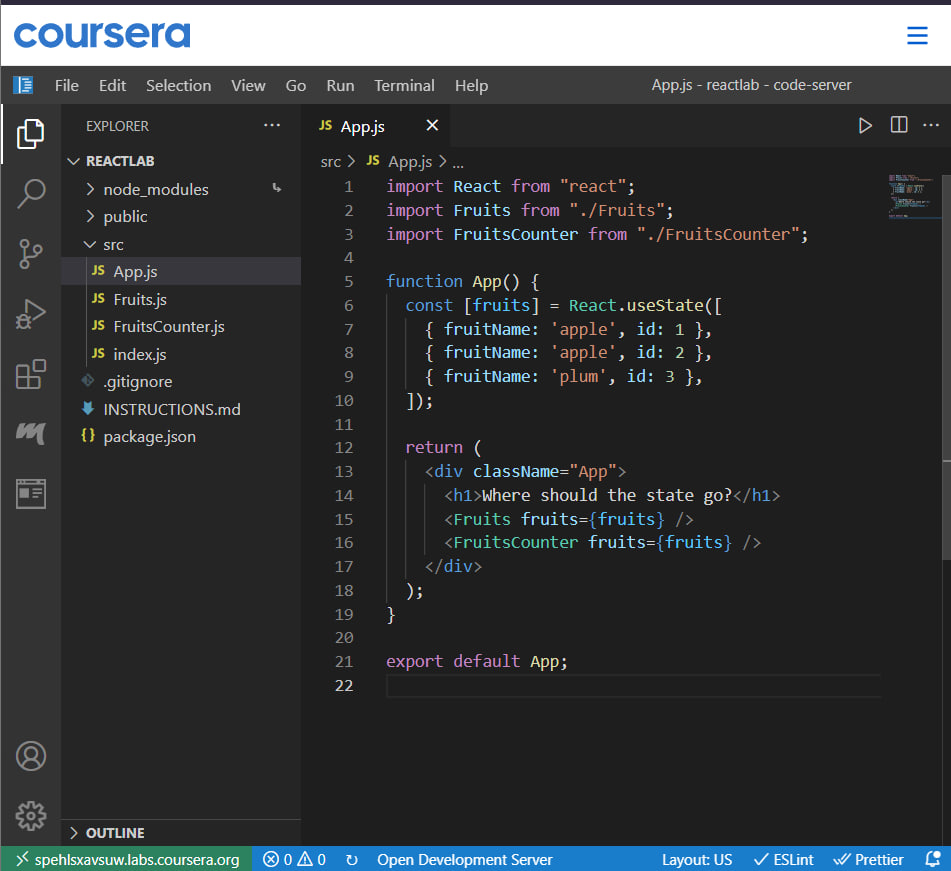 coursera
File Edit Selection View Go Run Terminal Help App.js - reactlab - code-server
EXPLORER
REACTLAB
node_modules
public
src
JS App.js
JS Fruits.js
JS FruitsCounter.js
JS index.js
.gitignore
INSTRUCTIONS.md
{} package.json
OUTLINE
JS App.js
src > JS App.js > ...
1 import React from "react";
2 import Fruits from "./Fruits";
3 import FruitsCounter from "./FruitsCounter";
4
5 function App() {
6 const [fruits] = React.useState([
7 { fruitName: 'apple', id: 1 },
8 { fruitName: 'apple', id: 2 },
9 { fruitName: 'plum', id: 3 },
10 ]);
11
12 return (
13 <div className="App">
14 <h1>Where should the state go?</h1>
15 <Fruits fruits={fruits} />
16 <FruitsCounter fruits={fruits} />
17 </div>
18 );
19 }
20
21 export default App;
22
spehlsxavsuw.labs.coursera.org 0 0 Open Development Server Layout: US ESLint Prettier